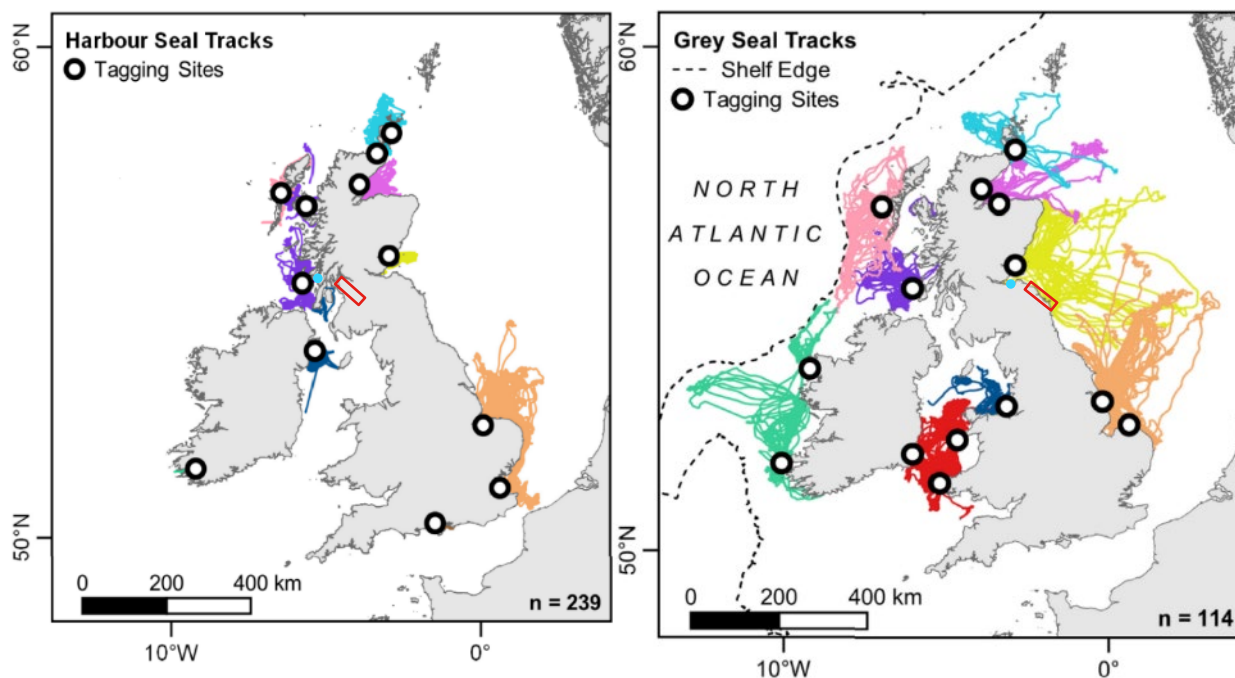 Harbour Seal Tracks
Tagging Sites
60°N
50°N
0 200 400 km
n = 239
10°W 0°
Grey Seal Tracks
Shelf Edge
Tagging Sites
60°N
NORTH
ATLANTIC
OCEAN
50°N
0 200 400 km
n = 114
10°W 0°